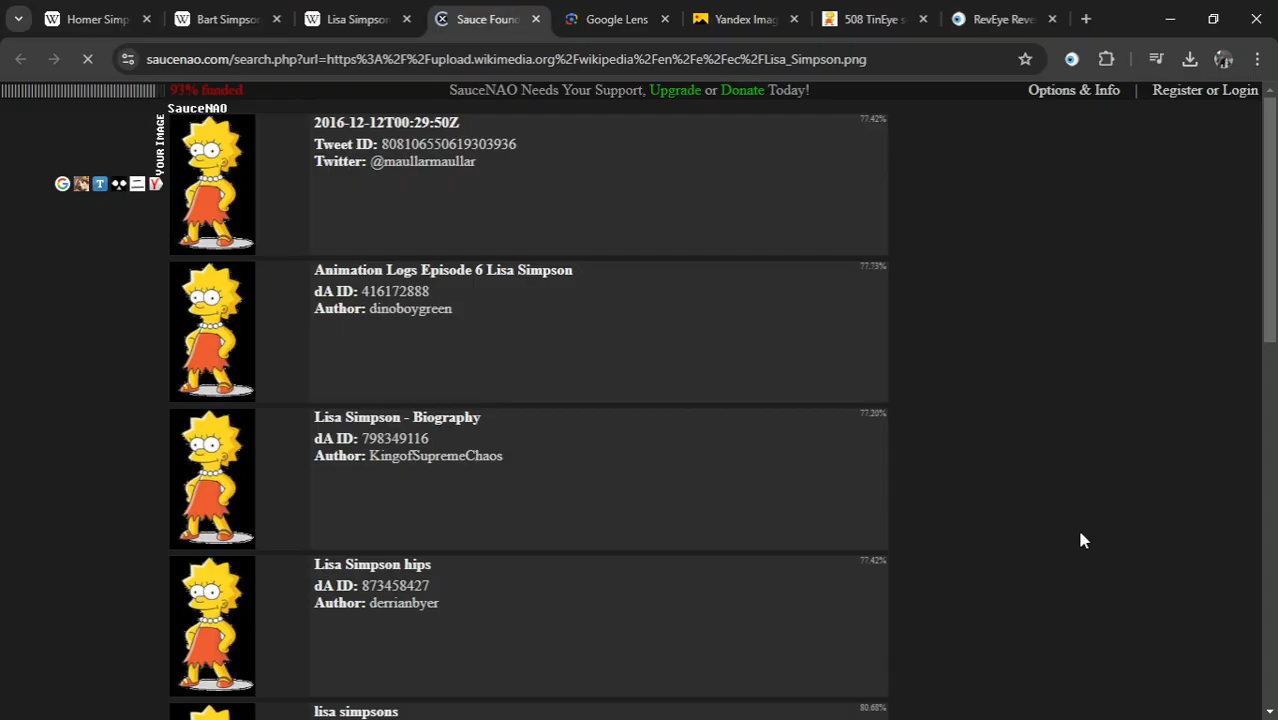 Homer Simp
Bart Simpso
Lisa Simpson
Sauce Foun
Google Lens
Yandex Imag
508 TinEye s
RevEye Reve
saucenao.com/search.php?url=https%3A%2F%2Fupload.wikimedia.org%2Fwikipedia%2Fen%2Fe%2Fec%2FLisa_Simpson.png
93% funded
SauceNAO Needs Your Support, Upgrade or Donate Today!
Options & Info | Register or Login
SauceNAO
YOUR IMAGE
2016-12-12T00:29:50Z
77.42%
Tweet ID: 808106550619303936
Twitter: @maullarmaullar
Animation Logs Episode 6 Lisa Simpson
77.73%
dA ID: 416172888
Author: dinoboygreen
Lisa Simpson - Biography
77.20%
dA ID: 798349116
Author: KingofSupremeChaos
Lisa Simpson hips
77.42%
dA ID: 873458427
Author: derrianbyer
lisa simpsons
80.68%